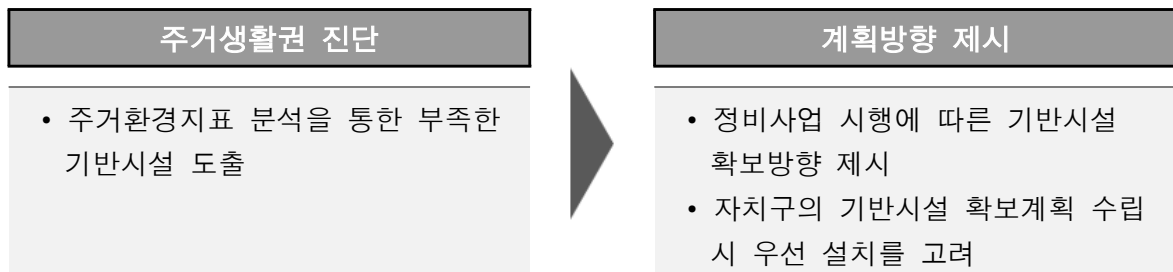 주거생활권 진단
• 주거환경지표 분석을 통한 부족한
기반시설 도출
계획방향 제시
• 정비사업 시행에 따른 기반시설
확보방향 제시
• 자치구의 기반시설 확보계획 수립
시 우선 설치를 고려